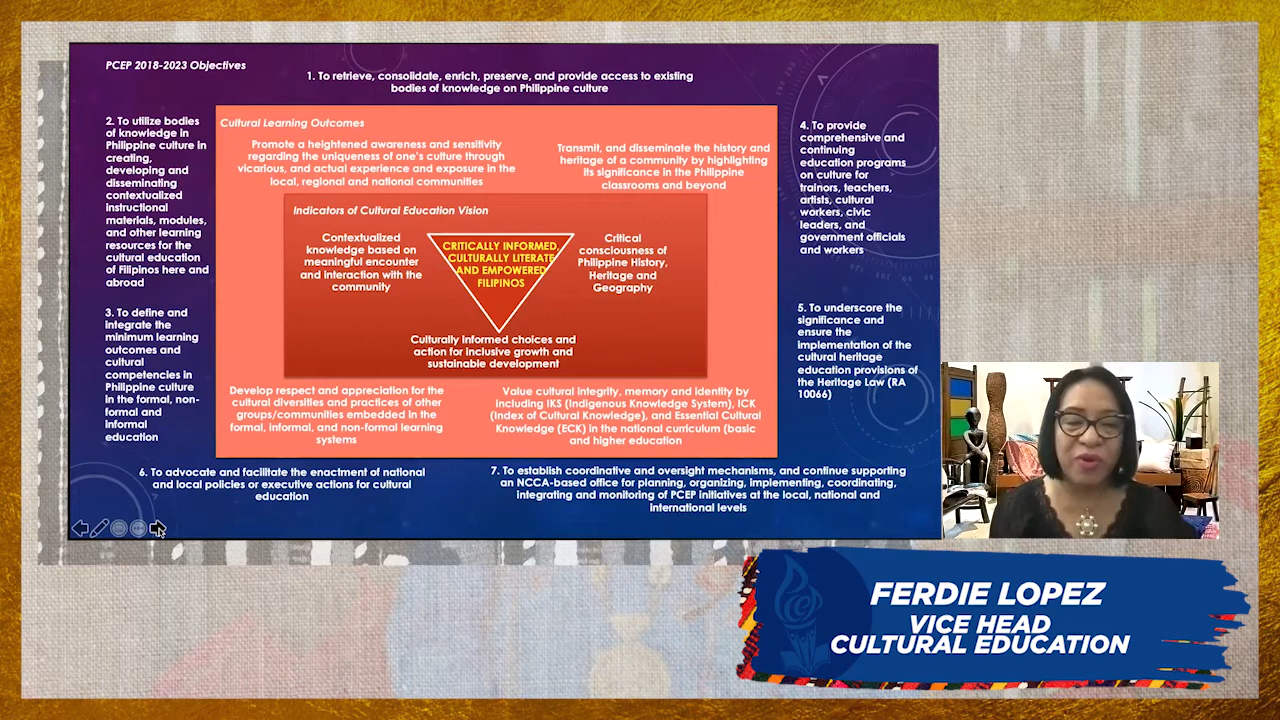 PCEP 2018-2023 Objectives
1. To retrieve, consolidate, enrich, preserve, and provide access to existing
bodies of knowledge on Philippine culture
2. To utilize bodies
of knowledge in
Philippine culture in
creating,
developing and
disseminating
contextualized
instructional
materials, modules,
and other learning
resources for the
cultural education
of Filipinos here and
abroad
3. To define and
integrate the
minimum learning
outcomes and
cultural
competencies in
Philippine culture
in the formal, non-
formal and
informal
education
Cultural Learning Outcomes
Promote a heightened awareness and sensitivity
regarding the uniqueness of one's culture through
vicarious, and actual experience and exposure in the
local, regional and national communities
Transmit, and disseminate the history and
heritage of a community by highlighting
its significance in the Philippine
classrooms and beyond
Indicators of Cultural Education Vision
Contextualized
knowledge based on
meaningful encounter
and interaction with the
community
CRITICALLY INFORMED,
CULTURALLY LITERATE
AND EMPOWERED
FILIPINOS
Critical
consciousness of
Philippine History,
Heritage and
Geography
Culturally informed choices and
action for inclusive growth and
sustainable development
Develop respect and appreciation for the
cultural diversities and practices of other
groups/communities embedded in the
formal, informal, and non-formal learning
systems
Value cultural integrity, memory and identity by
including IKS (Indigenous Knowledge System), ICK
(Index of Cultural Knowledge), and Essential Cultural
Knowledge (ECK) in the national curriculum (basic
and higher education
4. To provide
comprehensive and
continuing
education programs
on culture for
trainors, teachers,
artists, cultural
workers, civic
leaders, and
government officials
and workers
5. To underscore the
significance and
ensure the
implementation of the
cultural heritage
education provisions of
the Heritage Law (RA
10066)
6. To advocate and facilitate the enactment of national
and local policies or executive actions for cultural
education
7. To establish coordinative and oversight mechanisms, and continue supporting
an NCCA-based office for planning, organizing, implementing, coordinating,
integrating and monitoring of PCEP initiatives at the local, national and
international levels
FERDIE LOPEZ
VICE HEAD
CULTURAL EDUCATION